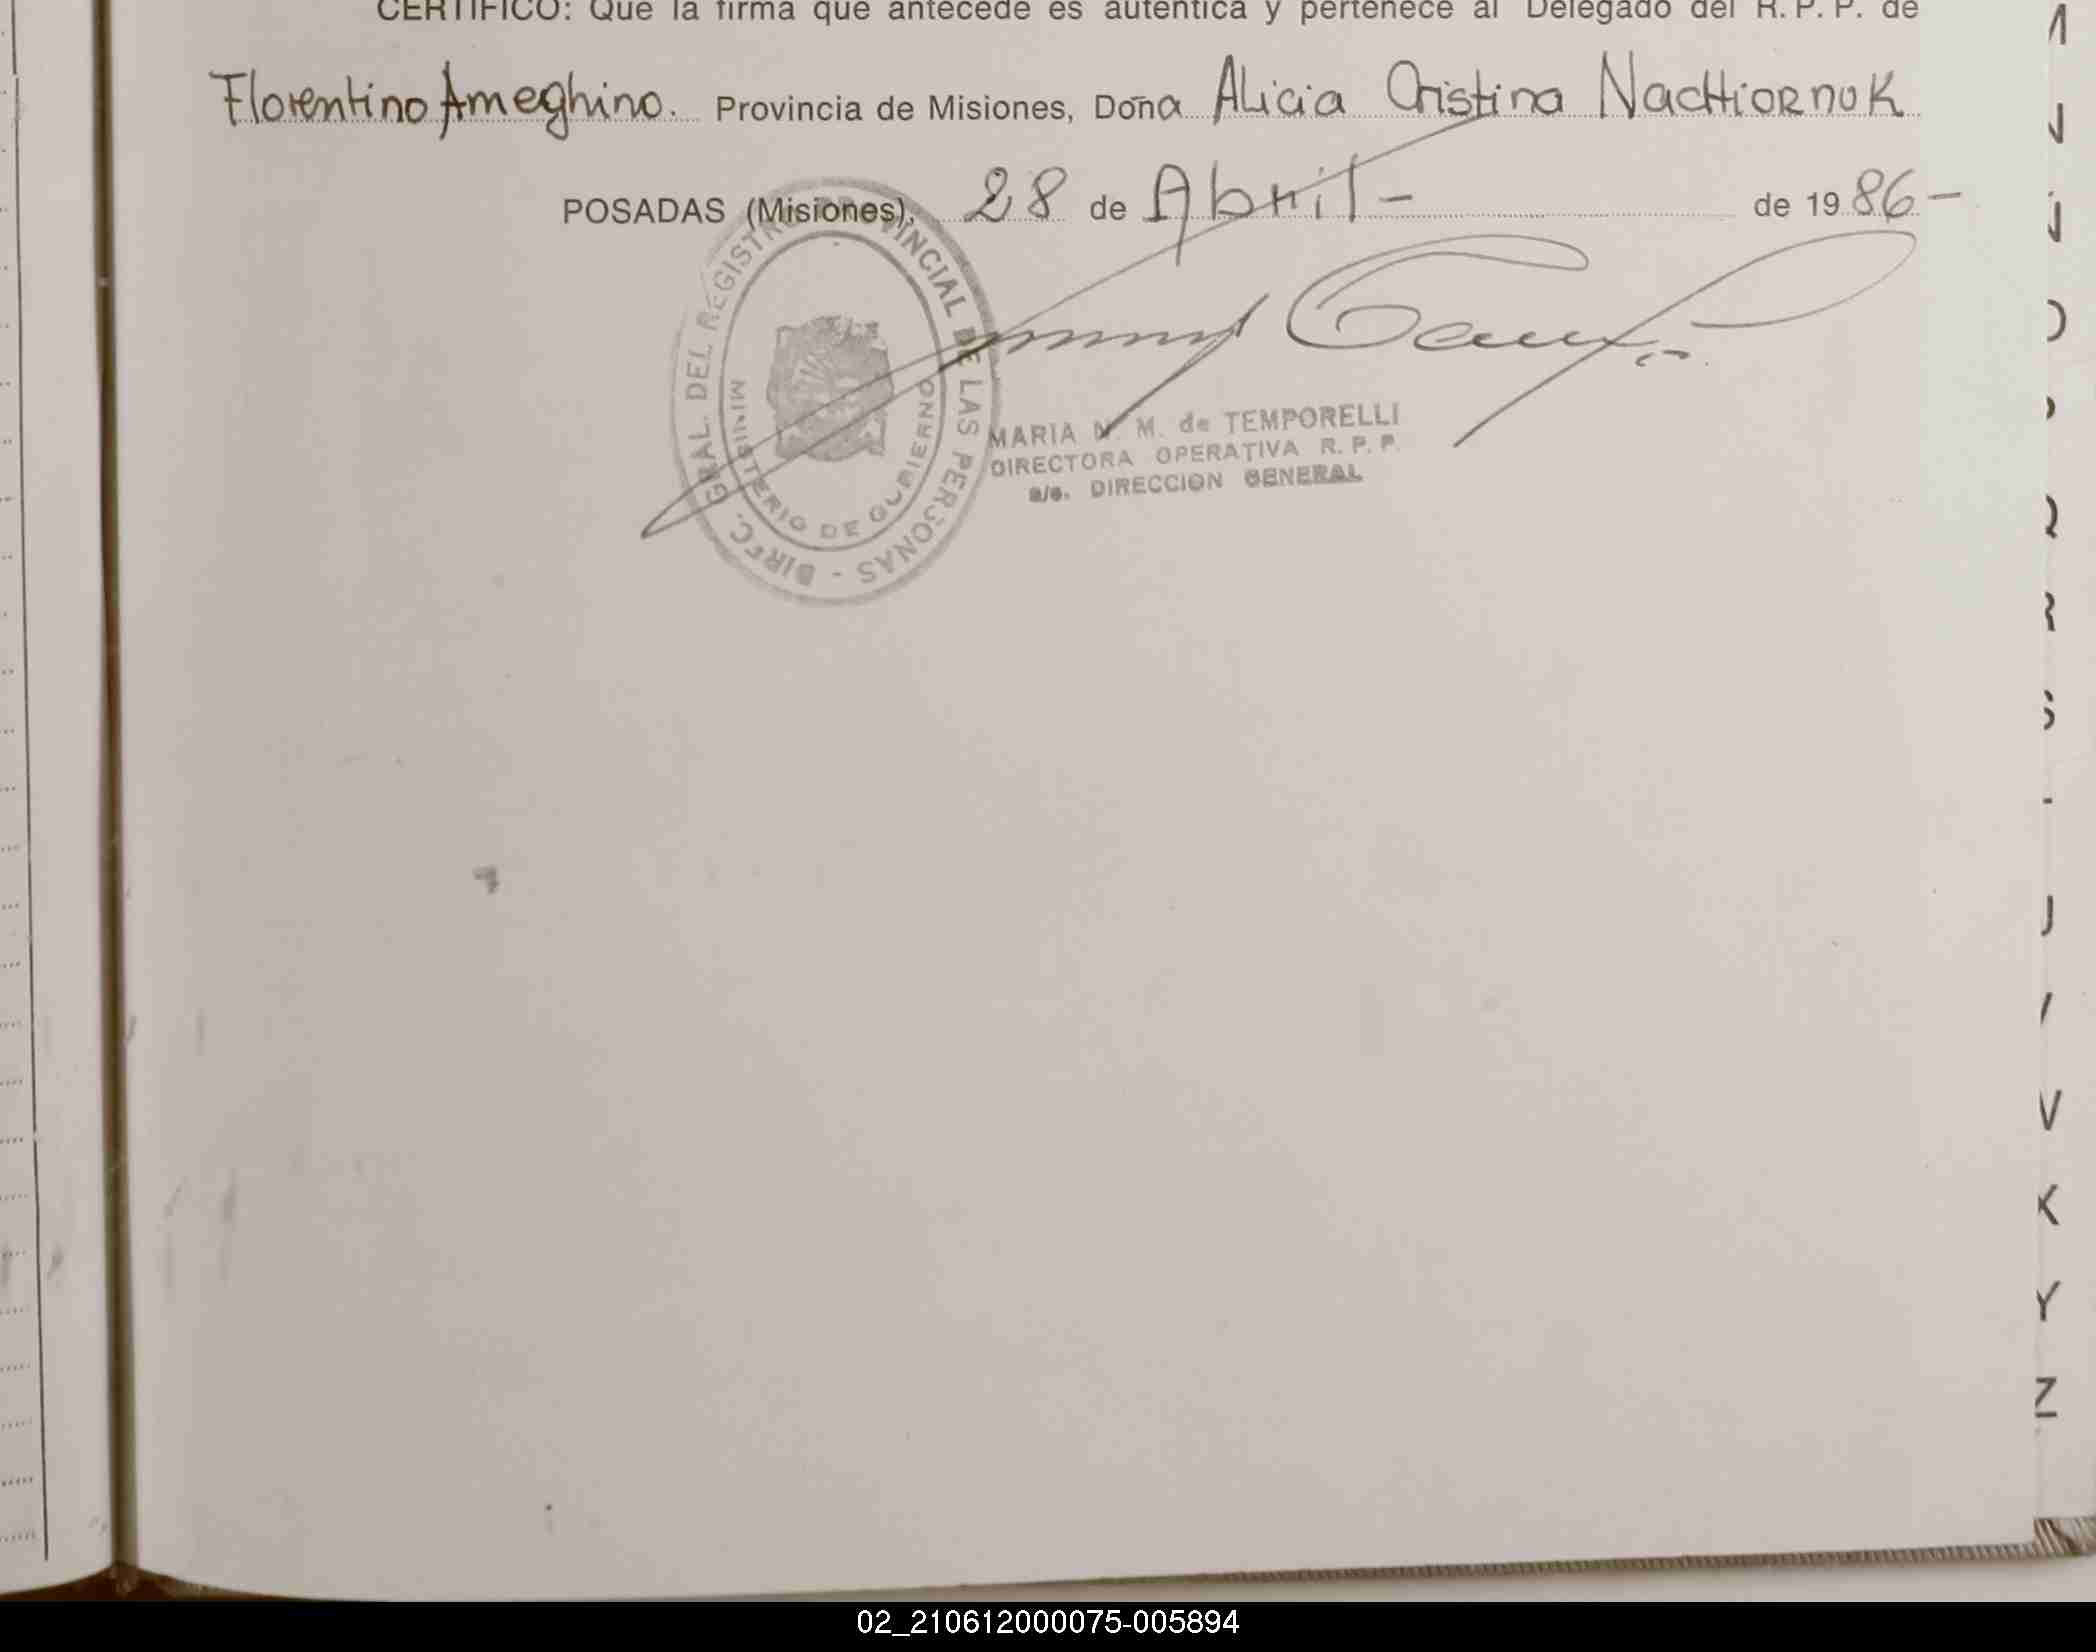 CERTIFICO: Que la firma que antecede es auténtica y pertenece al Delegado del R. P. P. de
Florentino Ameghino. Provincia de Misiones, Doña Alicia Cristina Nachtiornuk
POSADAS (Misiones), 28 de Abril - de 1986 -
DIREC. GRAL. DEL REGISTRO PROVINCIAL DE LAS PERSONAS -
MINISTERIO DE GOBIERNO
MARIA M. de TEMPORELLI
DIRECTORA OPERATIVA R. P. P.
a/c. DIRECCION GENERAL
V
Y
Z
02_210612000075-005894